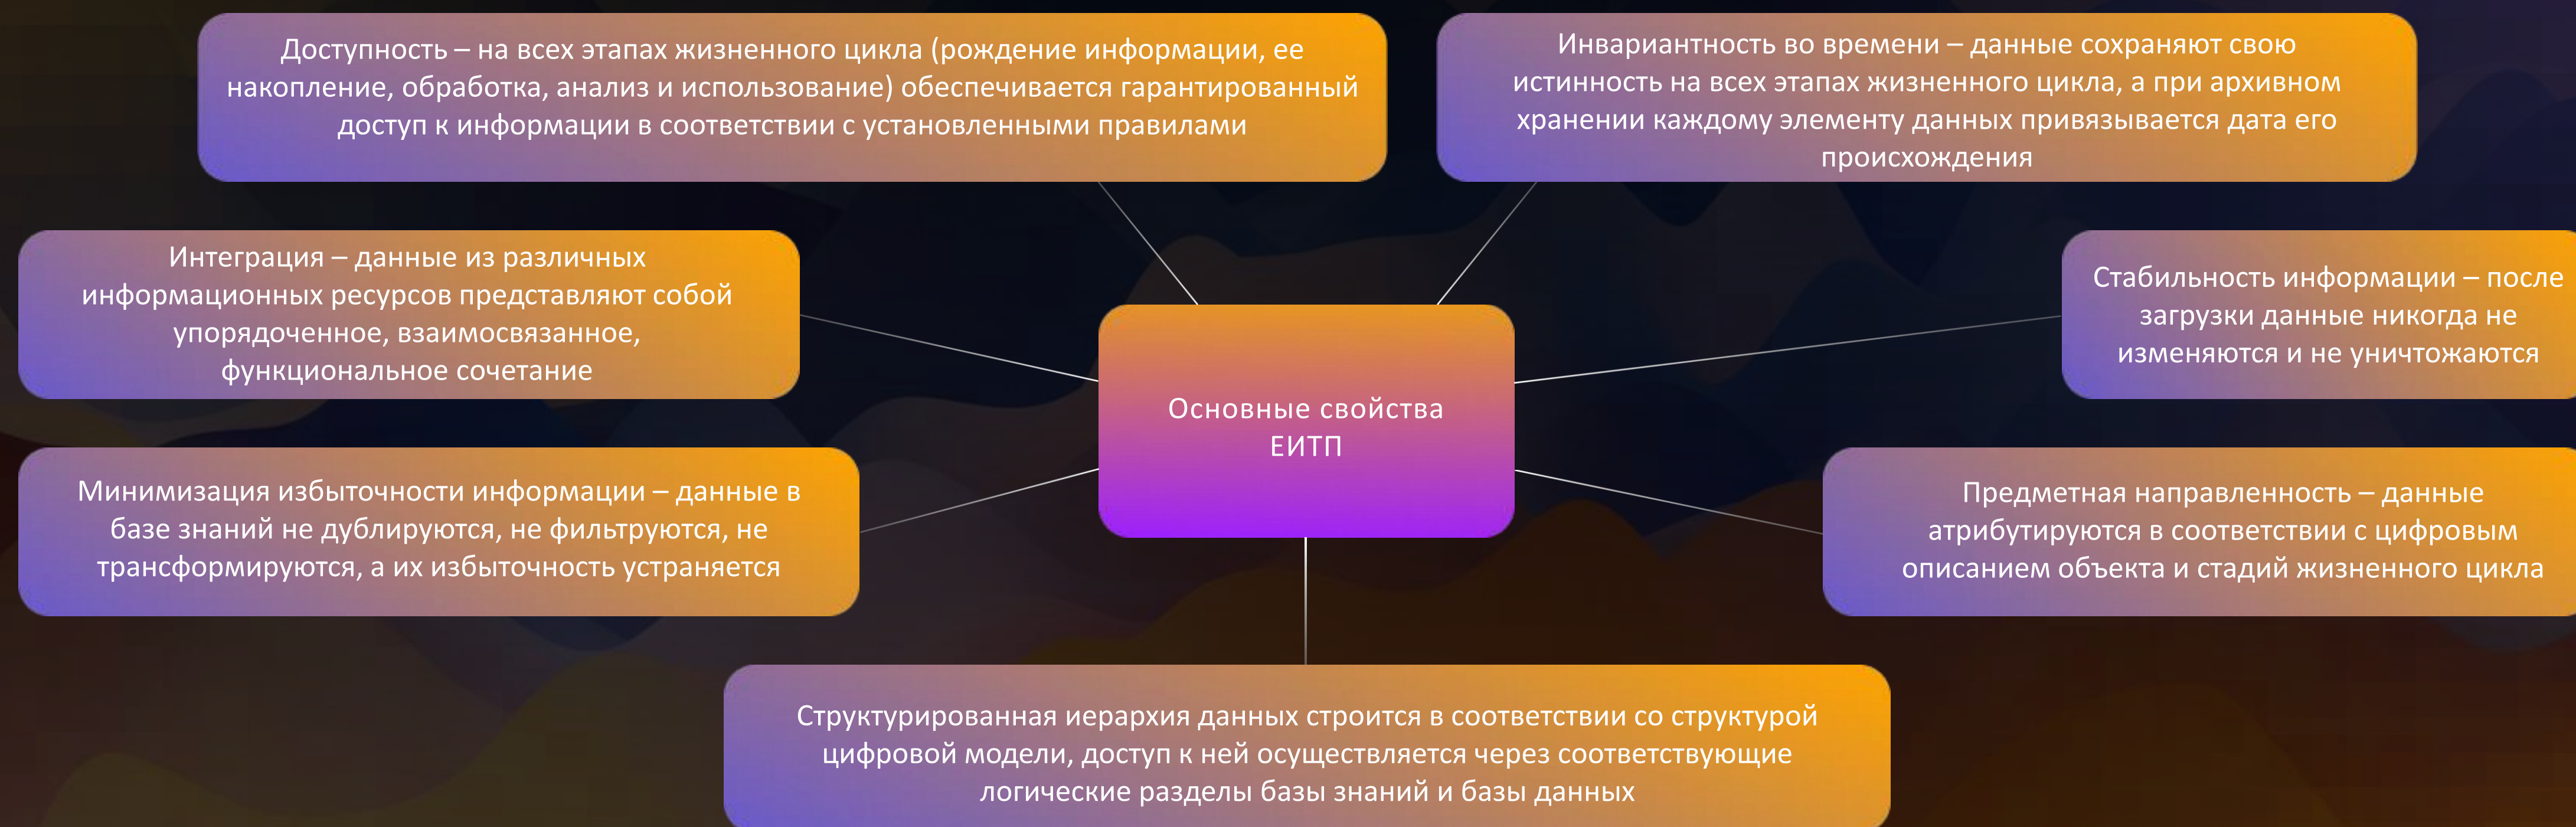 Доступность – на всех этапах жизненного цикла (рождение информации, ее
накопление, обработка, анализ и использование) обеспечивается гарантированный
доступ к информации в соответствии с установленными правилами
Инвариантность во времени – данные сохраняют свою
истинность на всех этапах жизненного цикла, а при архивном
хранении каждому элементу данных привязывается дата его
происхождения
Интеграция – данные из различных
информационных ресурсов представляют собой
упорядоченное, взаимосвязанное,
функциональное сочетание
Стабильность информации – после
загрузки данные никогда не
изменяются и не уничтожаются
Основные свойства
ЕИТП
Минимизация избыточности информации – данные в
базе знаний не дублируются, не фильтруются, не
трансформируются, а их избыточность устраняется
Предметная направленность – данные
атрибутируются в соответствии с цифровым
описанием объекта и стадий жизненного цикла
Структурированная иерархия данных строится в соответствии со структурой
цифровой модели, доступ к ней осуществляется через соответствующие
логические разделы базы знаний и базы данных